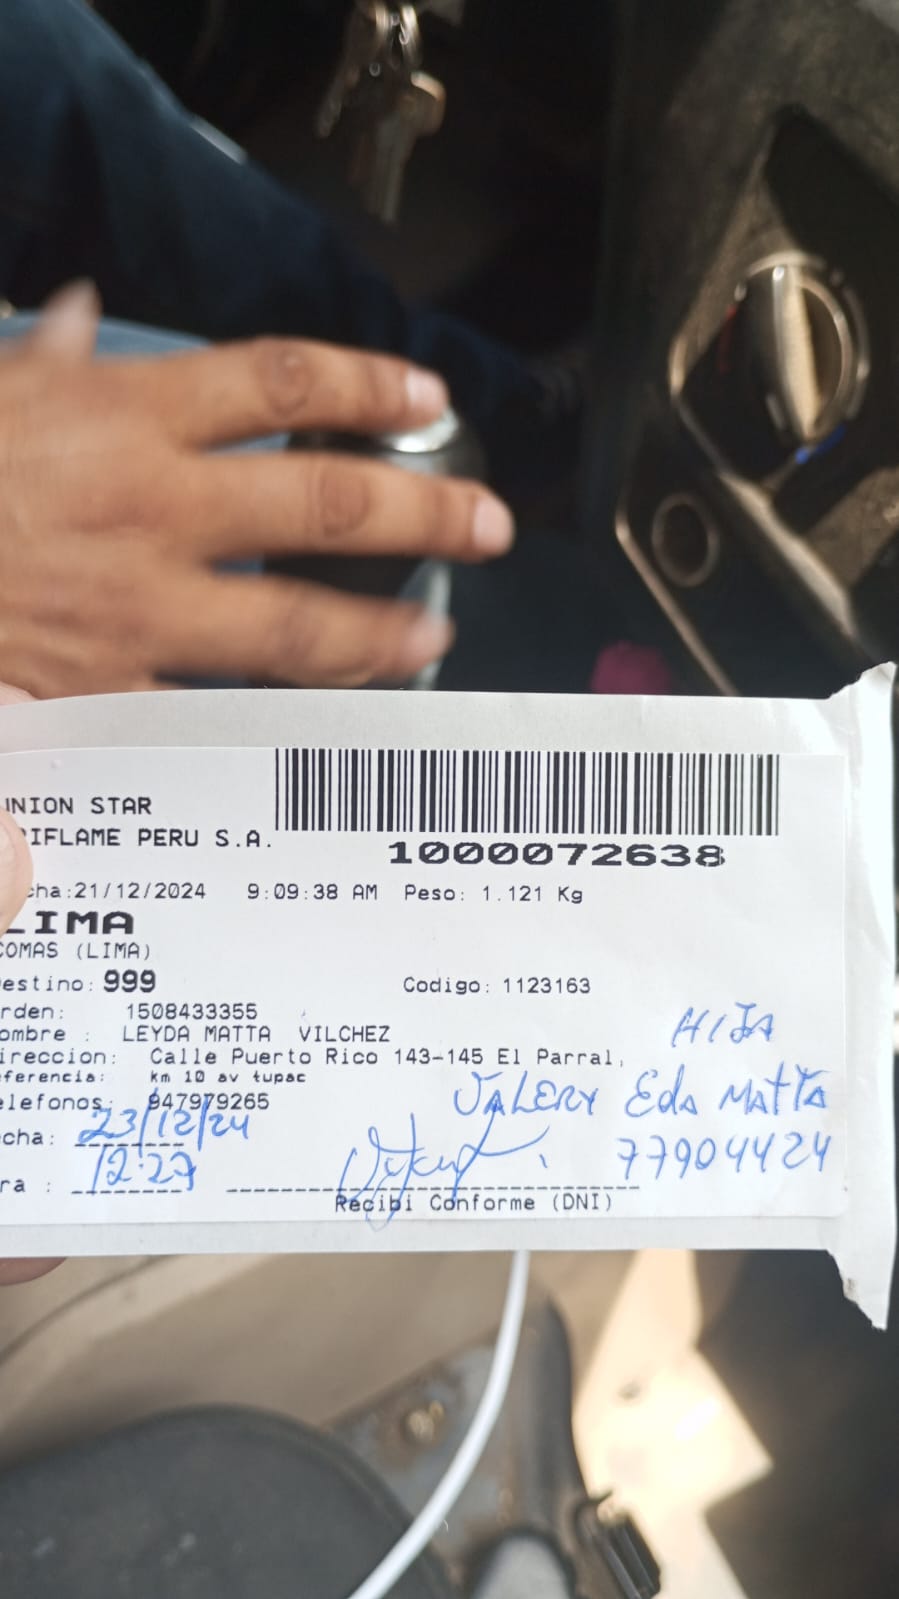 UNION STAR
RIFLAME PERU S.A.
1000072638
cha:21/12/2024 9:09:38 AM Peso: 1.121 Kg
LIMA
COMAS (LIMA)
estino: 999 Codigo: 1123163
rden: 1508433355
ombre : LEYDA MATTA VILCHEZ
HIJA
ireccion: Calle Puerto Rico 143-145 El Parral,
eferencia: km 10 av tupac
elefonos: 947979265
VALERY Eda MATTA
echa: 23/12/24
77904424
ra : 12:27
Recibi Conforme (DNI)